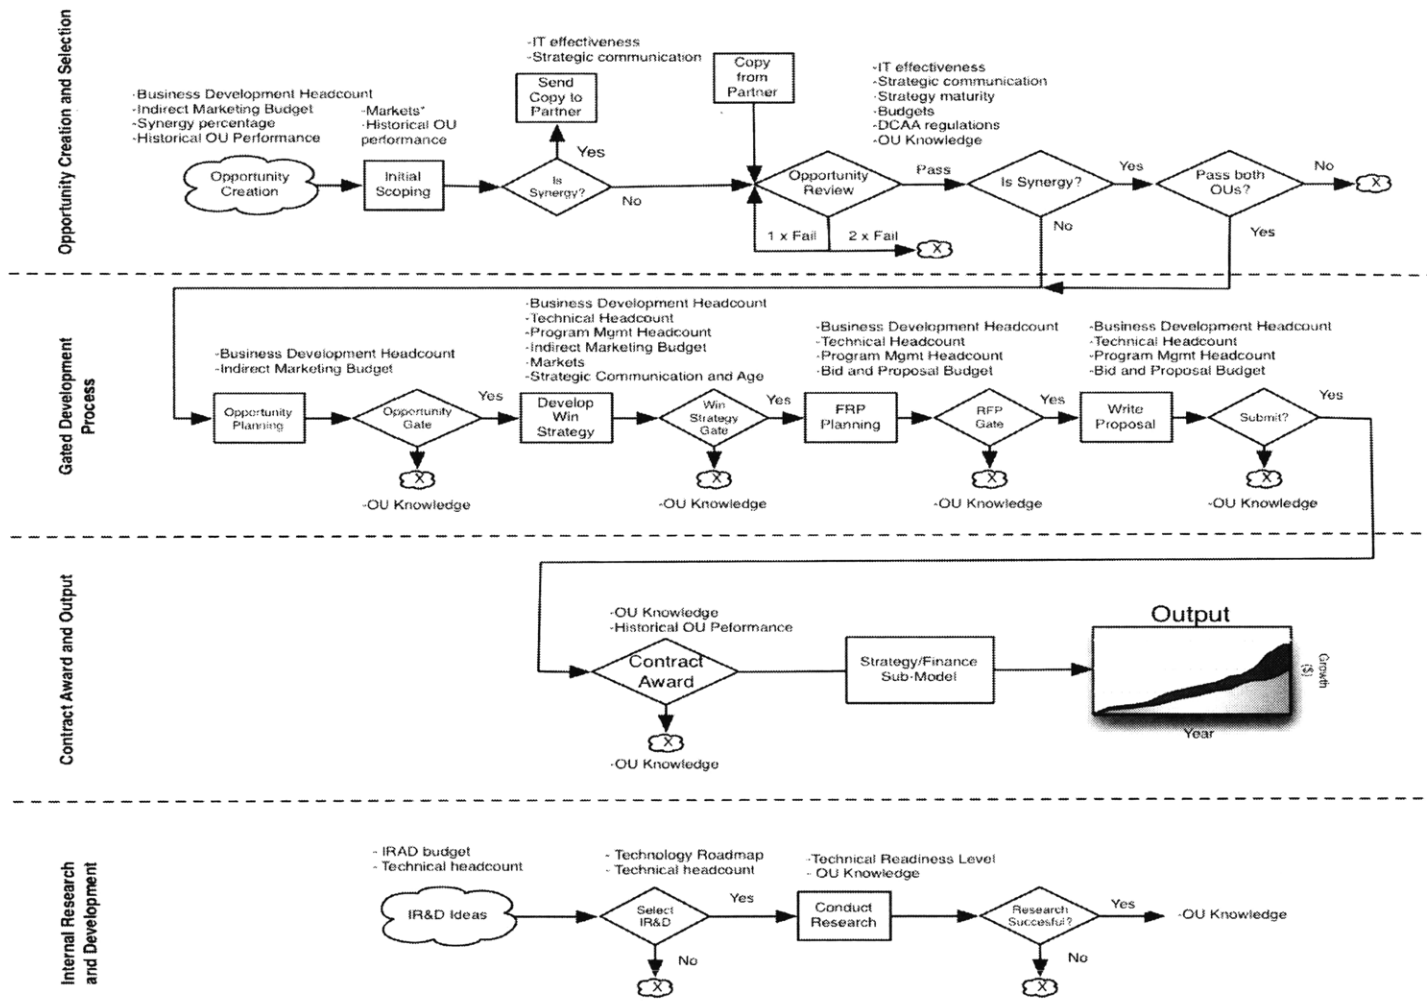 Opportunity Creation and Selection
-Business Development Headcount
-Indirect Marketing Budget
-Synergy percentage
-Historical OU Performance
Opportunity
Creation
-Markets*
-Historical OU
performance
Initial
Scoping
-IT effectiveness
-Strategic communication
Send
Copy to
Partner
Yes
Is
Synergy?
No
Copy
from
Partner
-IT effectiveness
-Strategic communication
-Strategy maturity
-Budgets
-DCAA regulations
-OU Knowledge
Opportunity
Review
Pass
1 x Fail
2 x Fail
X
Is Synergy?
Yes
No
Pass both
OUs?
No
X
Yes
Gated Development
Process
-Business Development Headcount
-Indirect Marketing Budget
Opportunity
Planning
Opportunity
Gate
Yes
X
-OU Knowledge
-Business Development Headcount
-Technical Headcount
-Program Mgmt Headcount
-Indirect Marketing Budget
-Markets
-Strategic Communication and Age
Develop
Win
Strategy
Win
Strategy
Gate
Yes
X
-OU Knowledge
-Business Development Headcount
-Technical Headcount
-Program Mgmt Headcount
-Bid and Proposal Budget
FRP
Planning
RFP
Gate
Yes
X
-OU Knowledge
-Business Development Headcount
-Technical Headcount
-Program Mgmt Headcount
-Bid and Proposal Budget
Write
Proposal
Submit?
Yes
X
-OU Knowledge
Contract Award and Output
-OU Knowledge
-Historical OU Peformance
Contract
Award
X
-OU Knowledge
Strategy/Finance
Sub-Model
Output
Growth
($)
Year
Internal Research
and Development
- IRAD budget
- Technical headcount
IR&D Ideas
- Technology Roadmap
- Technical headcount
Select
IR&D
Yes
No
X
-Technical Readiness Level
- OU Knowledge
Conduct
Research
Research
Succesful?
Yes
-OU Knowledge
No
X